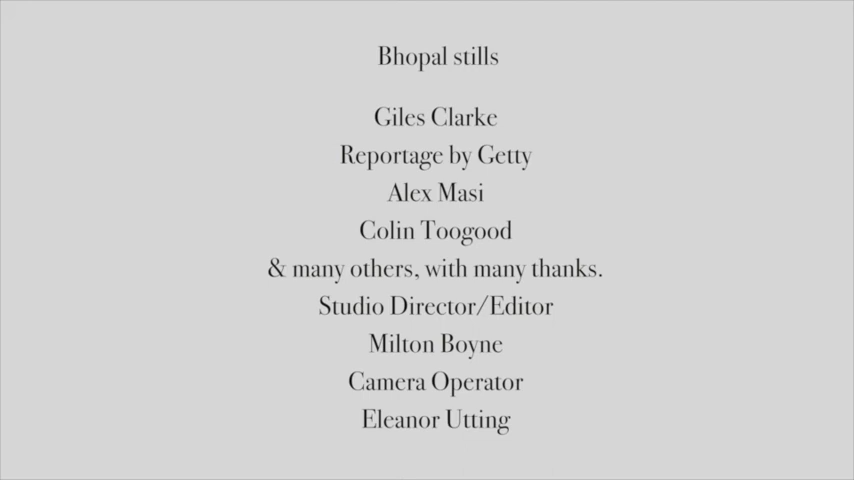 Bhopal stills
Giles Clarke
Reportage by Getty
Alex Masi
Colin Toogood
& many others, with many thanks.
Studio Director/Editor
Milton Boyne
Camera Operator
Eleanor Utting